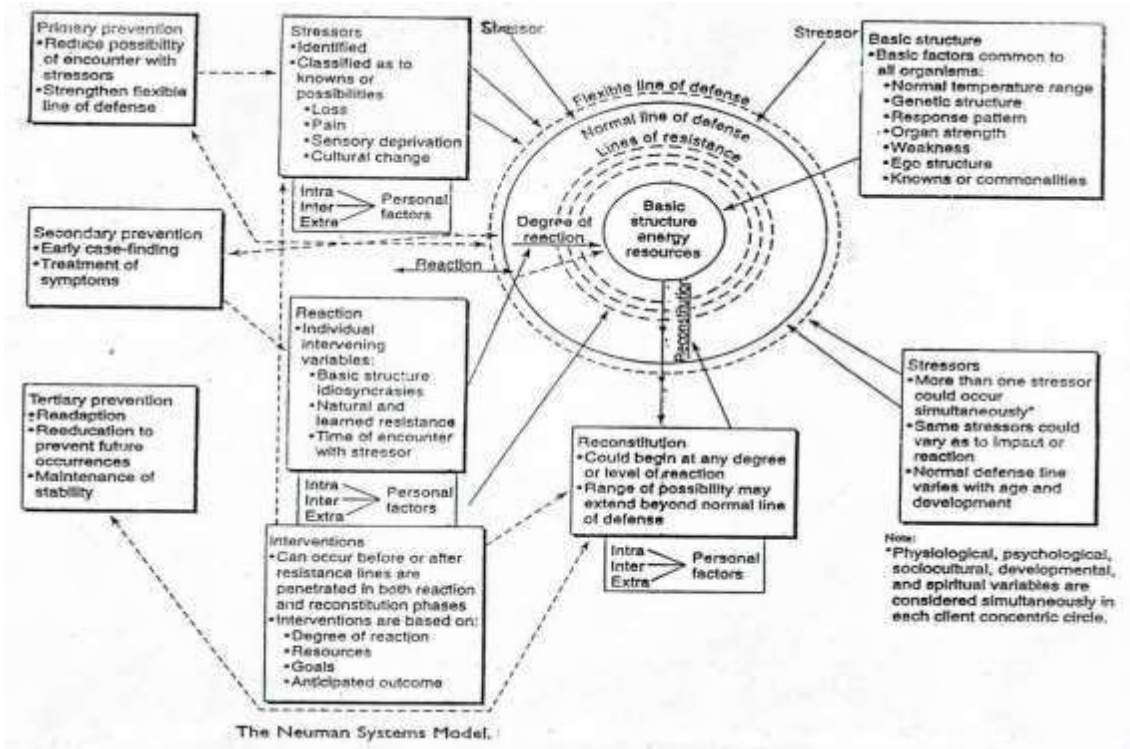 Primary prevention
•Reduce possibility
of encounter with
stressors
•Strengthen flexible
line of defense
Stressors
•Identified
•Classified as to
knowns or
possibilities
•Loss
•Pain
•Sensory deprivation
•Cultural change
Intra
Inter
Extra
Personal
factors
Stressor
Stressor
Basic structure
•Basic factors common to
all organisms:
•Normal temperature range
•Genetic structure
•Response pattern
•Organ strength
•Weakness
•Ego structure
•Knowns or commonalities
Flexible line of defense
Normal line of defense
Lines of resistance
Basic
structure
energy
resources
Degree of
reaction
Reaction
Reconstitution
Secondary prevention
•Early case-finding
•Treatment of
symptoms
Reaction
•Individual
intervening
variables:
•Basic structure
idiosyncrasies
•Natural and
learned resistance
•Time of encounter
with stressor
Intra
Inter
Extra
Personal
factors
Tertiary prevention
•Readaption
•Reeducation to
prevent future
occurrences
•Maintenance of
stability
Interventions
•Can occur before or after
resistance lines are
penetrated in both reaction
and reconstitution phases
•Interventions are based on:
•Degree of reaction
•Resources
•Goals
•Anticipated outcome
Reconstitution
•Could begin at any degree
or level of reaction
•Range of possibility may
extend beyond normal line
of defense
Intra
Inter
Extra
Personal
factors
Stressors
•More than one stressor
could occur
simultaneously*
•Same stressors could
vary as to impact or
reaction
•Normal defense line
varies with age and
development
Note:
*Physiological, psychological,
sociocultural, developmental,
and spiritual variables are
considered simultaneously in
each client concentric circle.
The Neuman Systems Model.